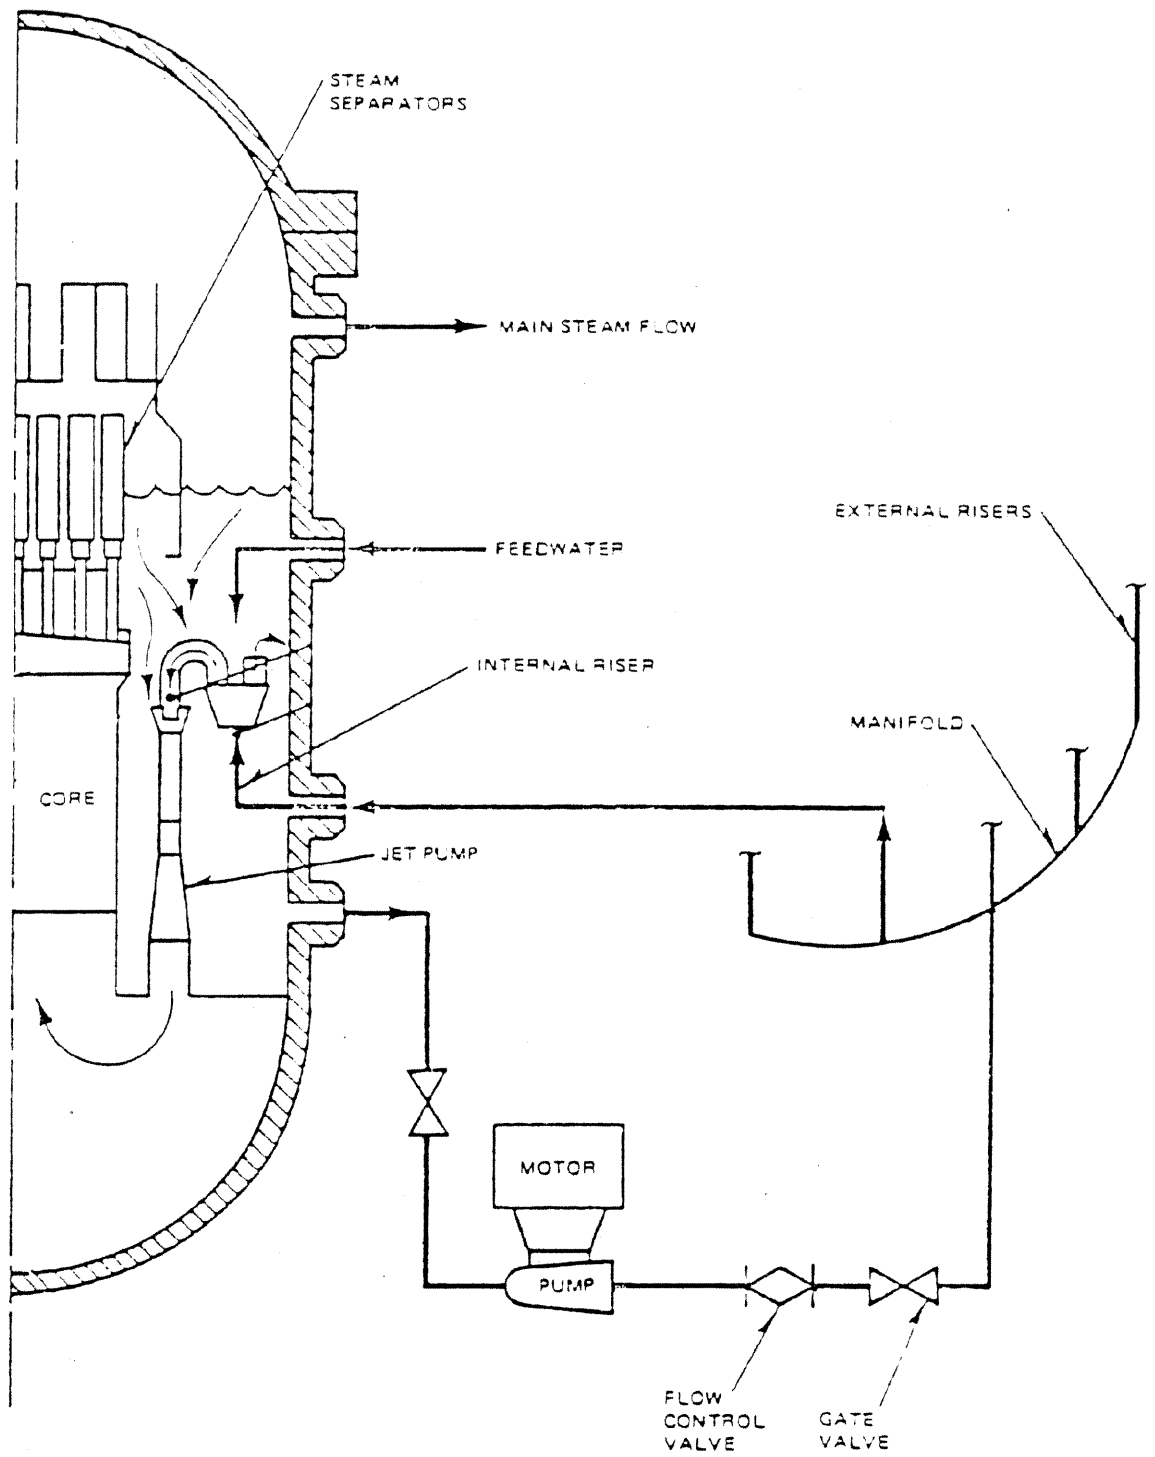 STEAM
SEPARATORS
MAIN STEAM FLOW
EXTERNAL RISERS
FEEDWATER
INTERNAL RISER
MANIFOLD
CORE
JET PUMP
MOTOR
PUMP
FLOW
CONTROL
VALVE
GATE
VALVE